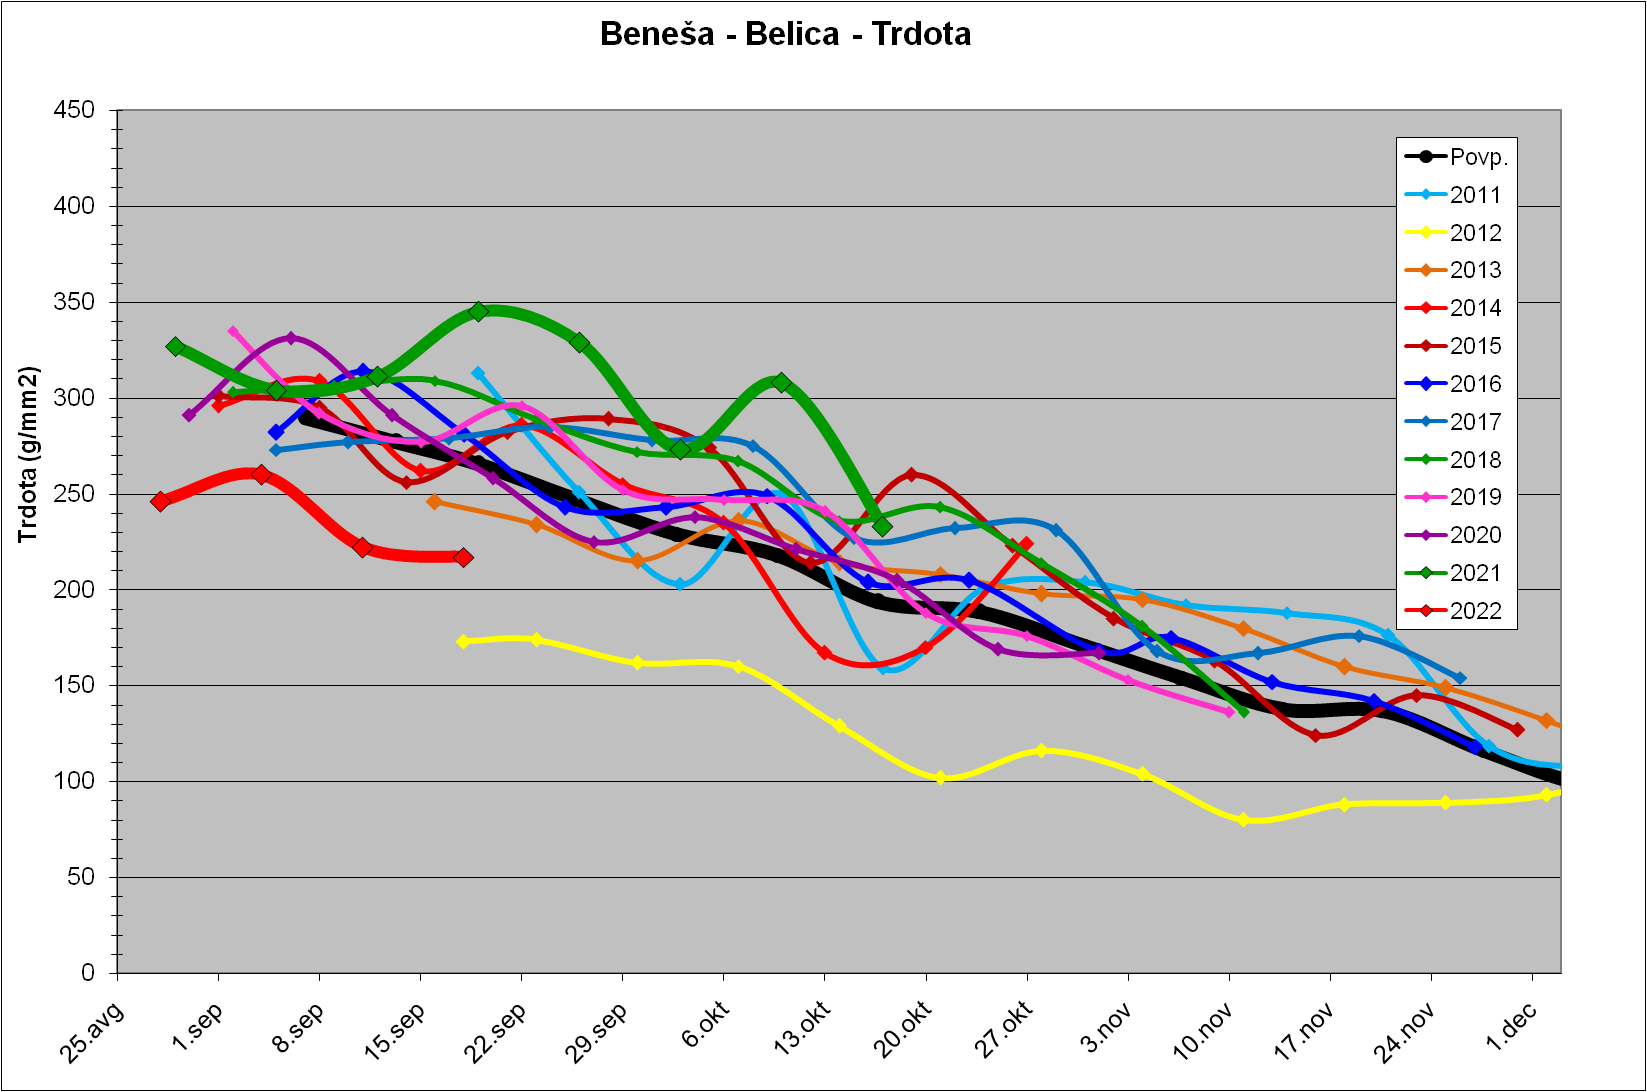 Beneša - Belica - Trdota
Trdota (g/mm2)
450
400
350
300
250
200
150
100
50
0
25.avg
1.sep
8.sep
15.sep
22.sep
29.sep
6.okt
13.okt
20.okt
27.okt
3.nov
10.nov
17.nov
24.nov
1.dec
Povp.
2011
2012
2013
2014
2015
2016
2017
2018
2019
2020
2021
2022